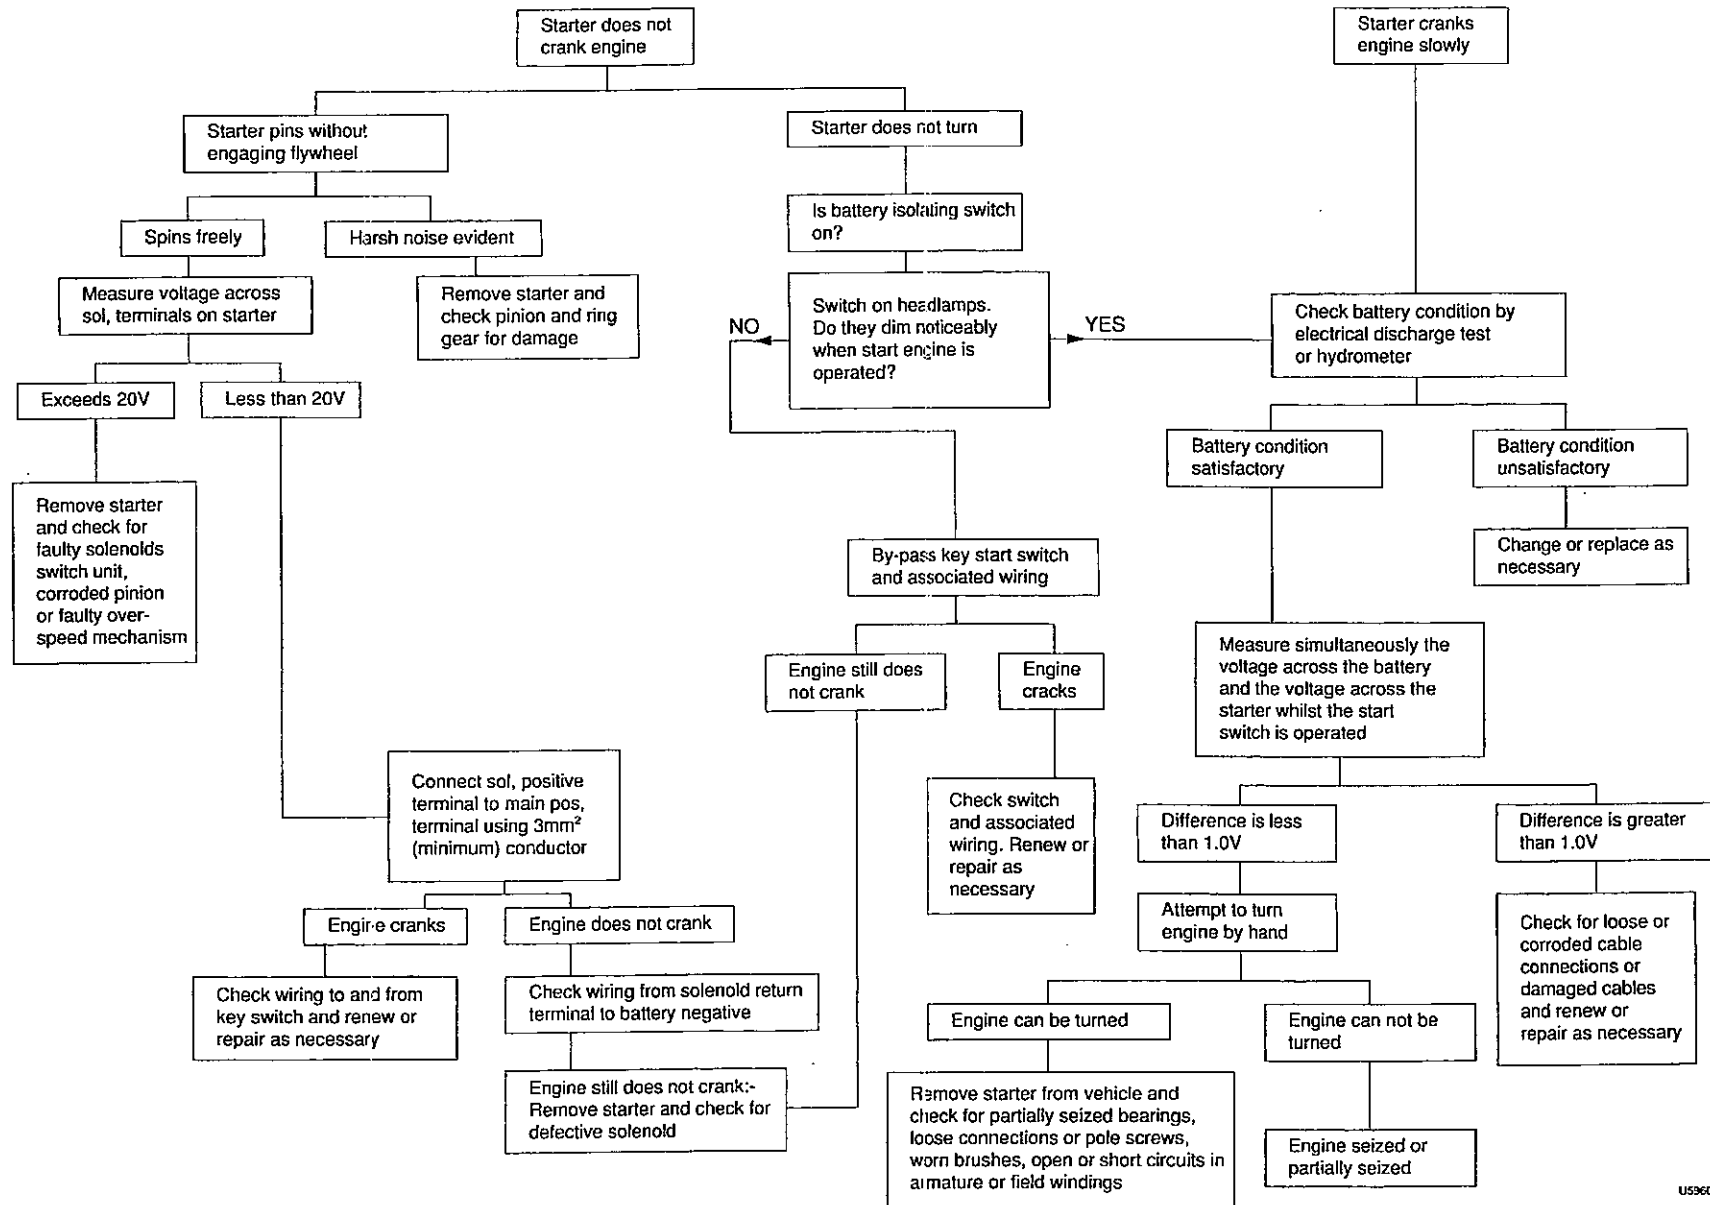 Starter does not
crank engine
Starter cranks
engine slowly
Starter pins without
engaging flywheel
Starter does not turn
Is battery isolating switch
on?
Spins freely
Harsh noise evident
Measure voltage across
sol, terminals on starter
Remove starter and
check pinion and ring
gear for damage
Switch on headlamps.
Do they dim noticeably
when start engine is
operated?
NO
YES
Check battery condition by
electrical discharge test
or hydrometer
Exceeds 20V
Less than 20V
Battery condition
satisfactory
Battery condition
unsatisfactory
Remove starter
and check for
faulty solenolds
switch unit,
corroded pinion
or faulty over-
speed mechanism
By-pass key start switch
and associated wiring
Change or replace as
necessary
Engine still does
not crank
Engine
cracks
Measure simultaneously the
voltage across the battery
and the voltage across the
starter whilst the start
switch is operated
Connect sol, positive
terminal to main pos,
terminal using 3mm²
(minimum) conductor
Check switch
and associated
wiring. Renew or
repair as
necessary
Difference is less
than 1.0V
Difference is greater
than 1.0V
Engine cranks
Engine does not crank
Attempt to turn
engine by hand
Check for loose or
corroded cable
connections or
damaged cables
and renew or
repair as necessary
Check wiring to and from
key switch and renew or
repair as necessary
Check wiring from solenold return
terminal to battery negative
Engine can be turned
Engine can not be
turned
Engine still does not crank:-
Remove starter and check for
defective solenold
Remove starter from vehicle and
check for partially seized bearings,
loose connections or pole screws,
worn brushes, open or short circuits in
armature or field windings
Engine seized or
partially seized